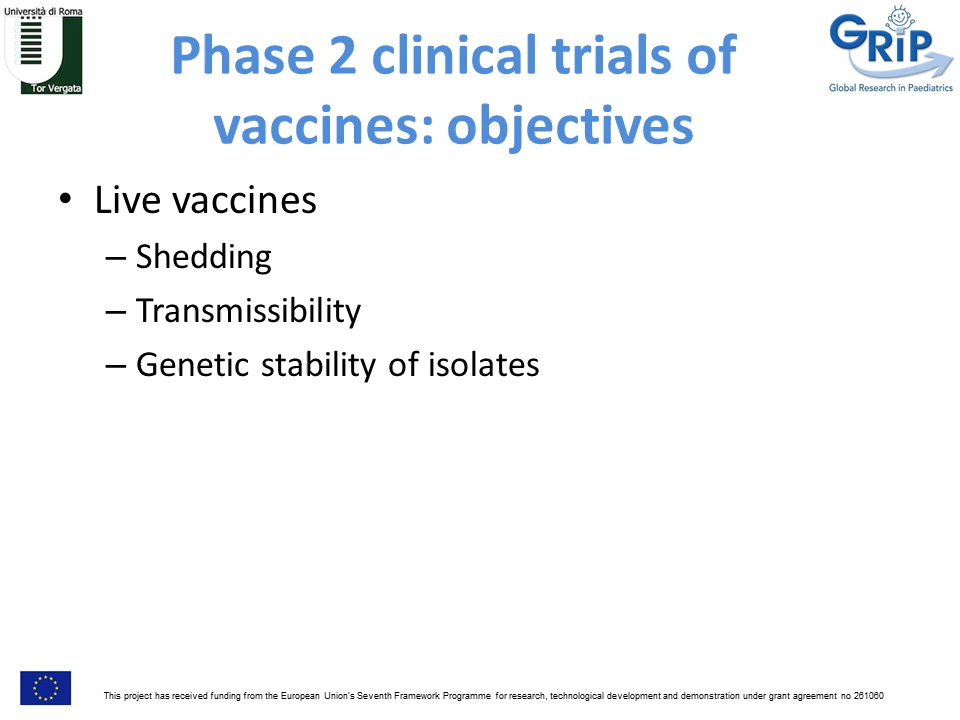 Università di Roma
Tor Vergata
Phase 2 clinical trials of
vaccines: objectives
GRiP
Global Research in Paediatrics
• Live vaccines
– Shedding
– Transmissibility
– Genetic stability of isolates
This project has received funding from the European Union's Seventh Framework Programme for research, technological development and demonstration under grant agreement no 261060